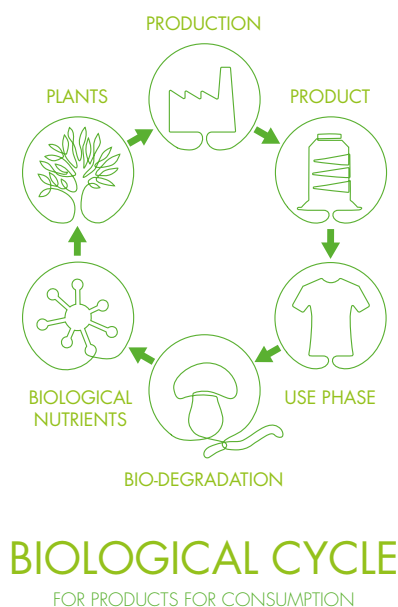 PRODUCTION
PLANTS
PRODUCT
BIOLOGICAL
NUTRIENTS
USE PHASE
BIO-DEGRADATION
BIOLOGICAL CYCLE
FOR PRODUCTS FOR CONSUMPTION